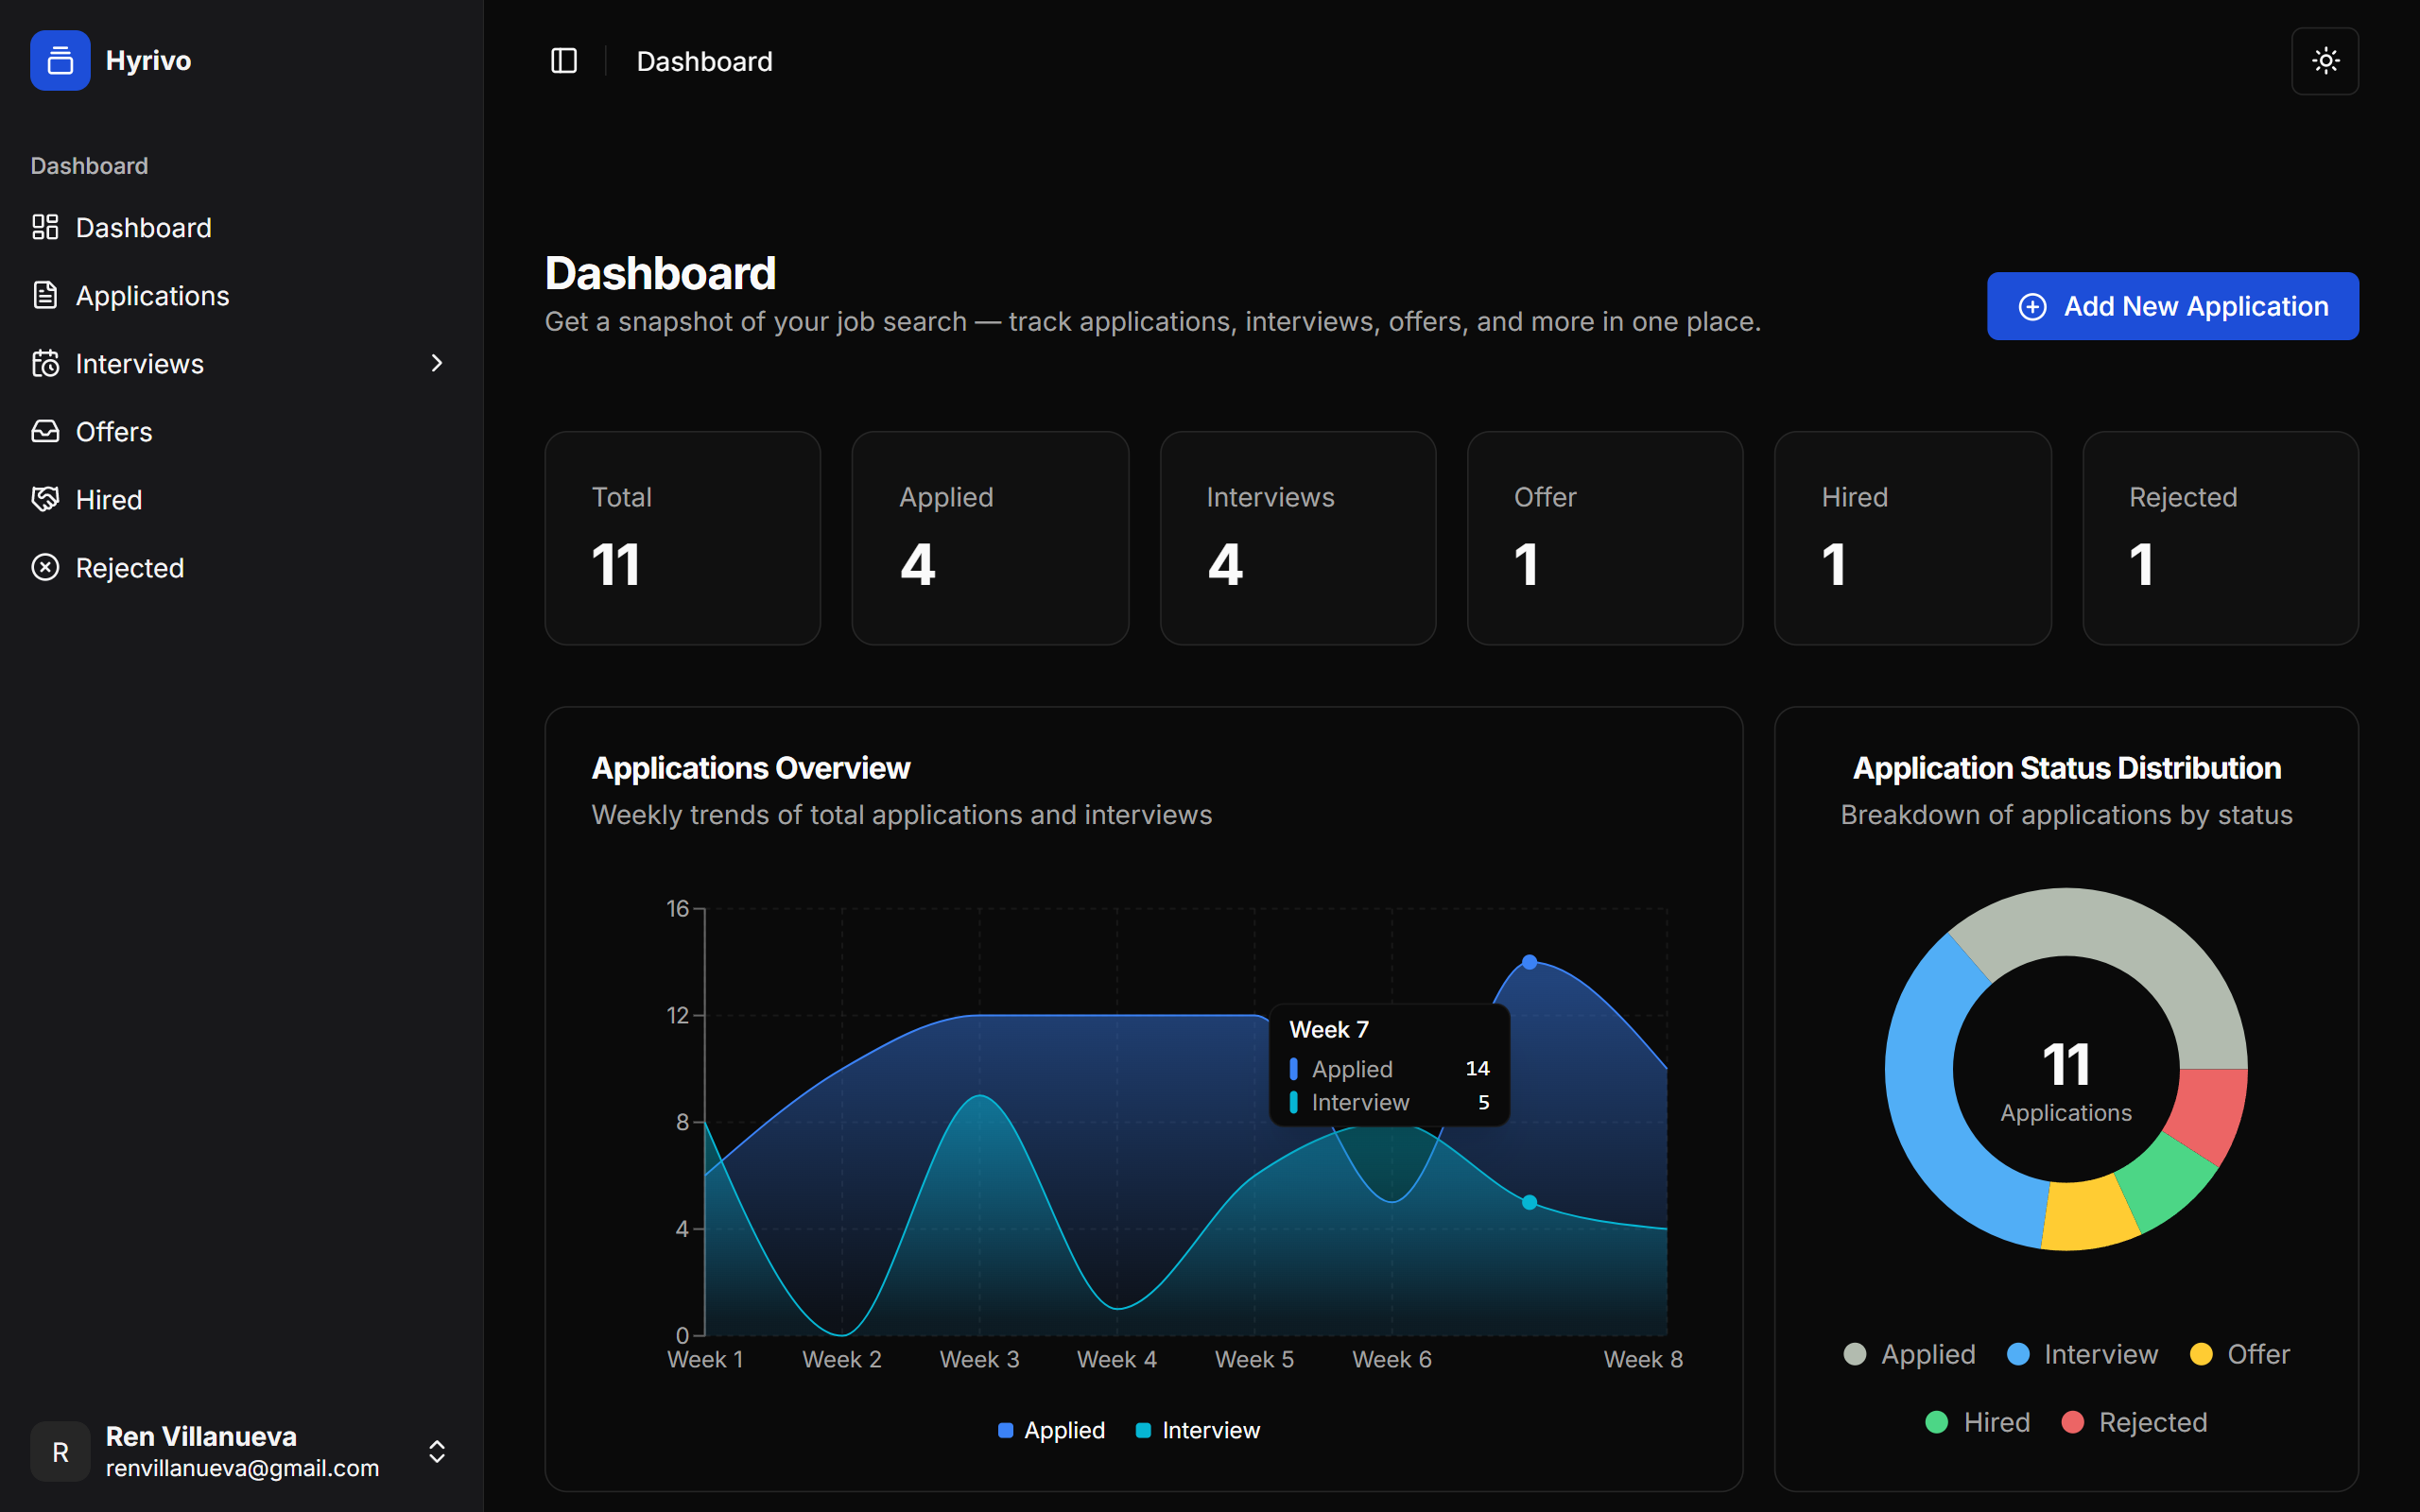 Hyrivo
Dashboard
Dashboard
Applications
Interviews
Offers
Hired
Rejected
Ren Villanueva
renvillanueva@gmail.com
R
Dashboard
Dashboard
Get a snapshot of your job search — track applications, interviews, offers, and more in one place.
Add New Application
Total
11
Applied
4
Interviews
4
Offer
1
Hired
1
Rejected
1
Applications Overview
Weekly trends of total applications and interviews
16
12
8
4
0
Week 7
Applied 14
Interview 5
Week 1 Week 2 Week 3 Week 4 Week 5 Week 6 Week 8
Applied Interview
Application Status Distribution
Breakdown of applications by status
11
Applications
Applied Interview Offer
Hired Rejected